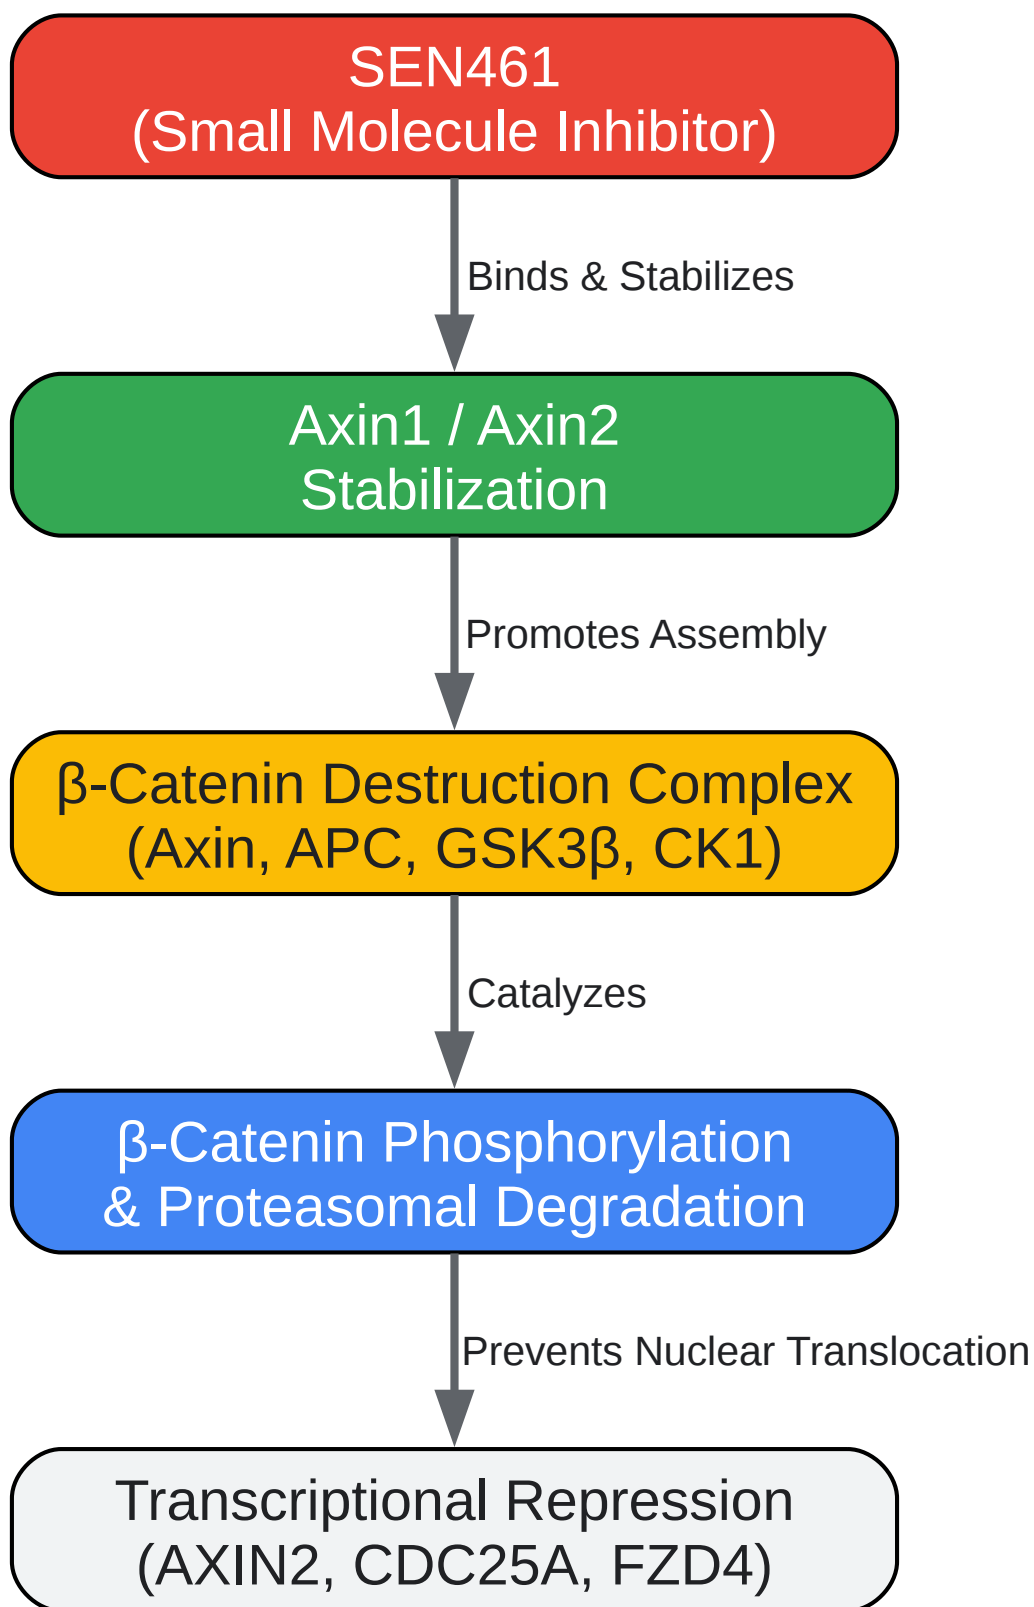 SEN461
(Small Molecule Inhibitor)
Binds & Stabilizes
Axin1 / Axin2
Stabilization
Promotes Assembly
β-Catenin Destruction Complex
(Axin, APC, GSK3β, CK1)
Catalyzes
β-Catenin Phosphorylation
& Proteasomal Degradation
Prevents Nuclear Translocation
Transcriptional Repression
(AXIN2, CDC25A, FZD4)